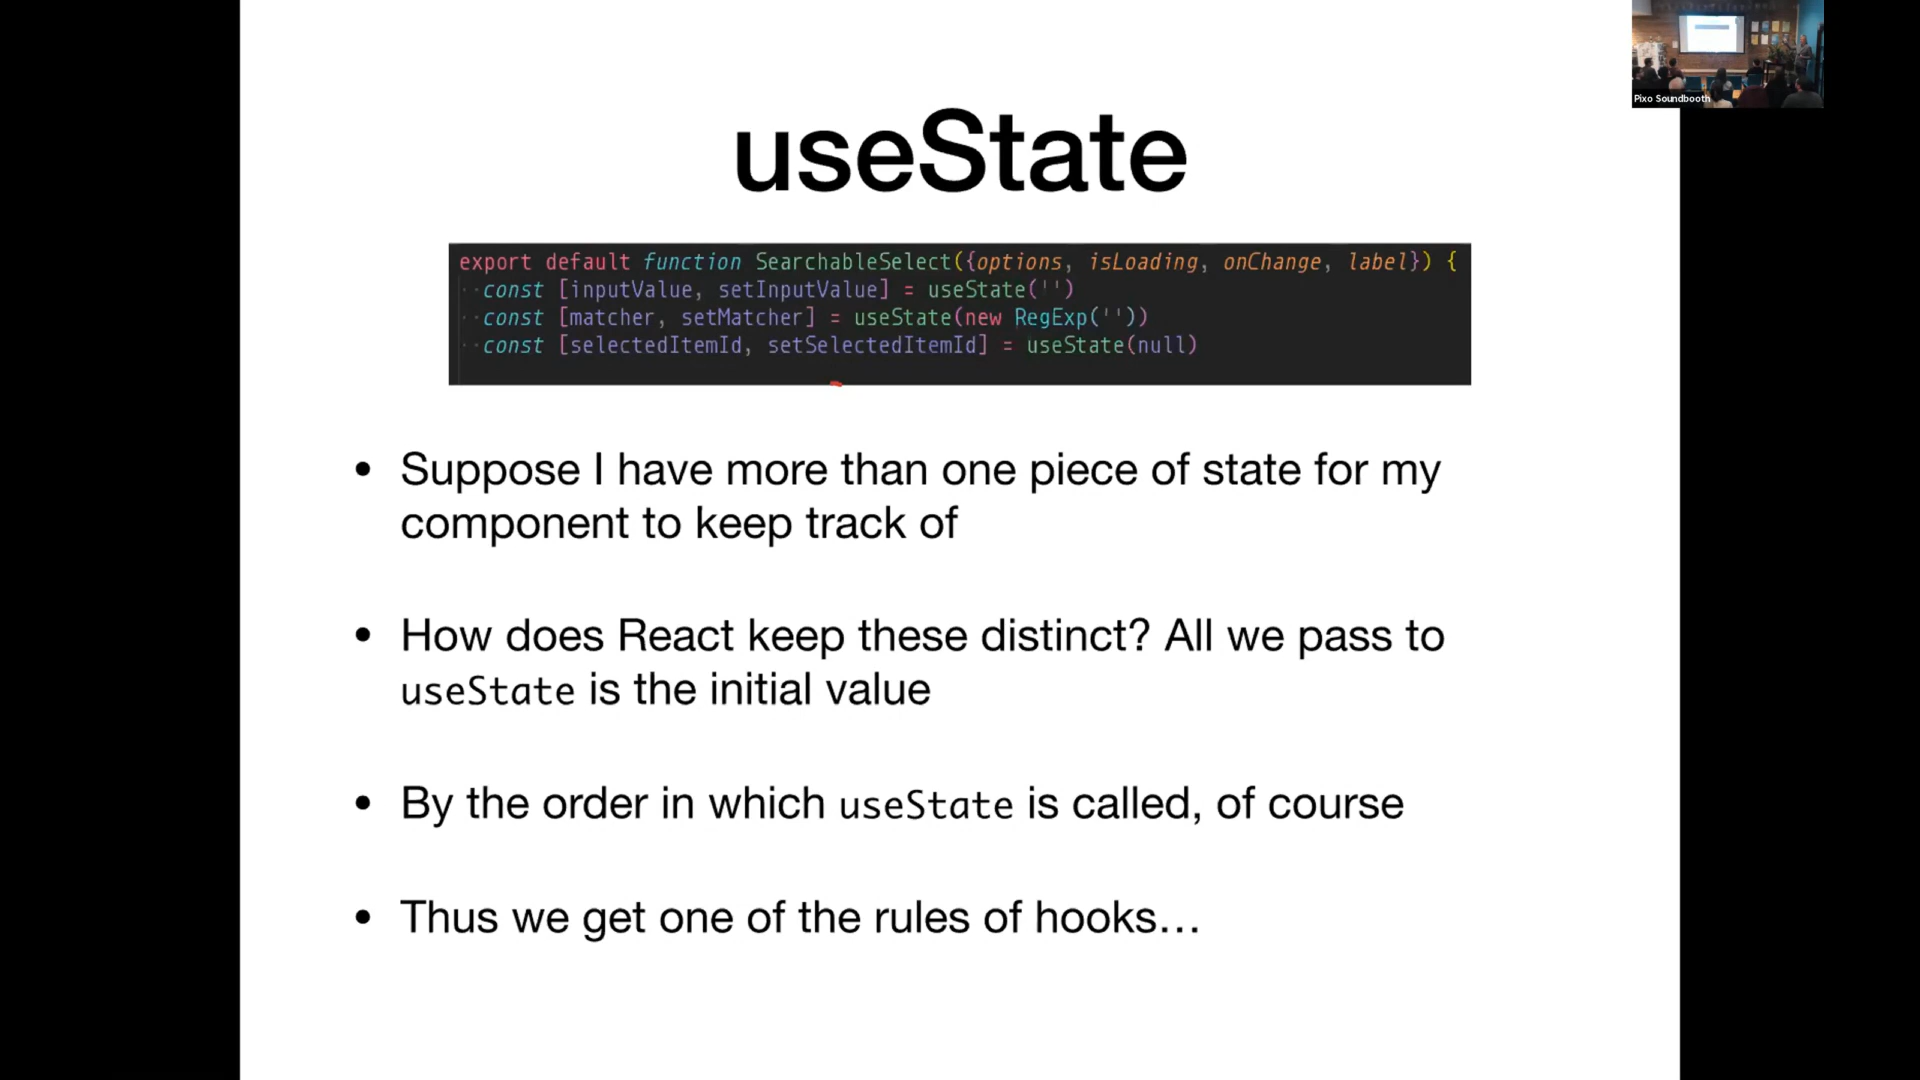 Pixo Soundbooth
useState
export default function SearchableSelect({options, isLoading, onChange, label}) {
const [inputValue, setInputValue] = useState('')
const [matcher, setMatcher] = useState(new RegExp(''))
const [selectedItemId, setSelectedItemId] = useState(null)
• Suppose I have more than one piece of state for my
component to keep track of
• How does React keep these distinct? All we pass to
useState is the initial value
• By the order in which useState is called, of course
• Thus we get one of the rules of hooks…